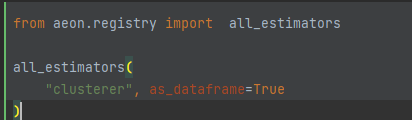 from aeon.registry import  all_estimators
all_estimators(
    "clusterer", as_dataframe=True
)